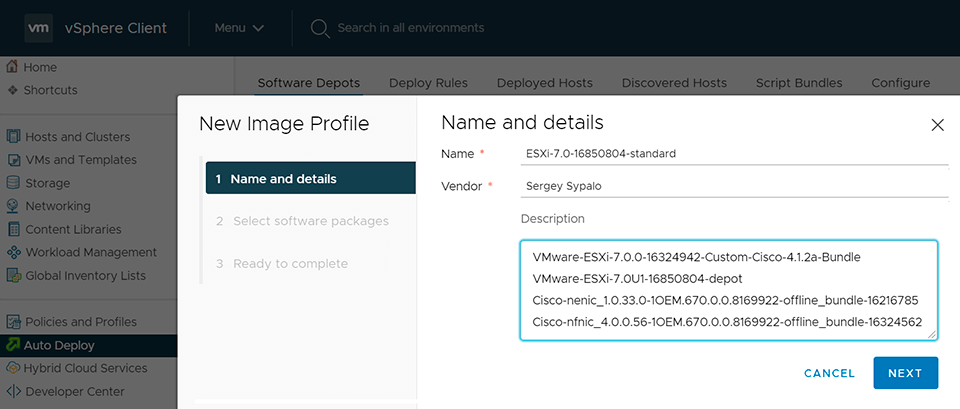 vm vSphere Client Menu Search in all environments
Home
Shortcuts
Hosts and Clusters
VMs and Templates
Storage
Networking
Content Libraries
Workload Management
Global Inventory Lists
Policies and Profiles
Auto Deploy
Hybrid Cloud Services
Developer Center
Software Depots Deploy Rules Deployed Hosts Discovered Hosts Script Bundles Configure
New Image Profile
1 Name and details
2 Select software packages
3 Ready to complete
Name and details
Name * ESXi-7.0-16850804-standard
Vendor * Sergey Sypalo
Description
VMware-ESXi-7.0.0-16324942-Custom-Cisco-4.1.2a-Bundle
VMware-ESXi-7.0U1-16850804-depot
Cisco-nenic_1.0.33.0-1OEM.670.0.0.8169922-offline_bundle-16216785
Cisco-nfnic_4.0.0.56-1OEM.670.0.0.8169922-offline_bundle-16324562
CANCEL NEXT